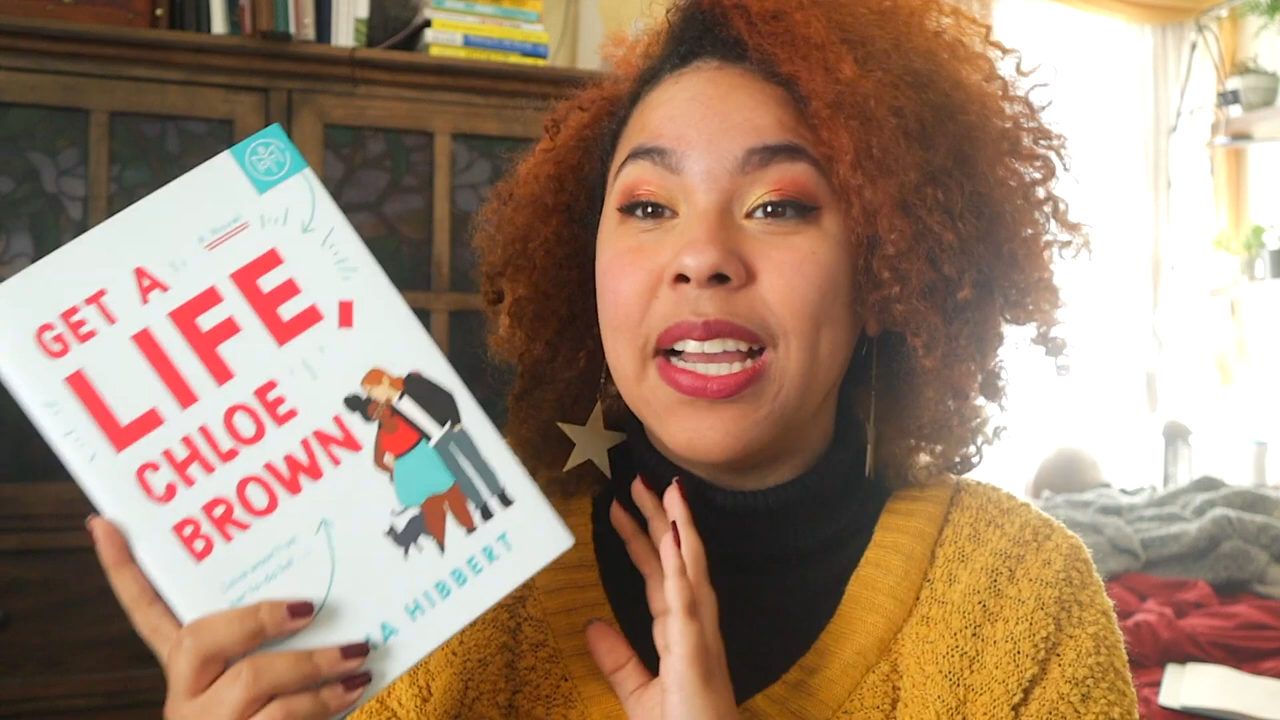 GET A
LIFE,
CHLOE
BROWN
A HIBBERT